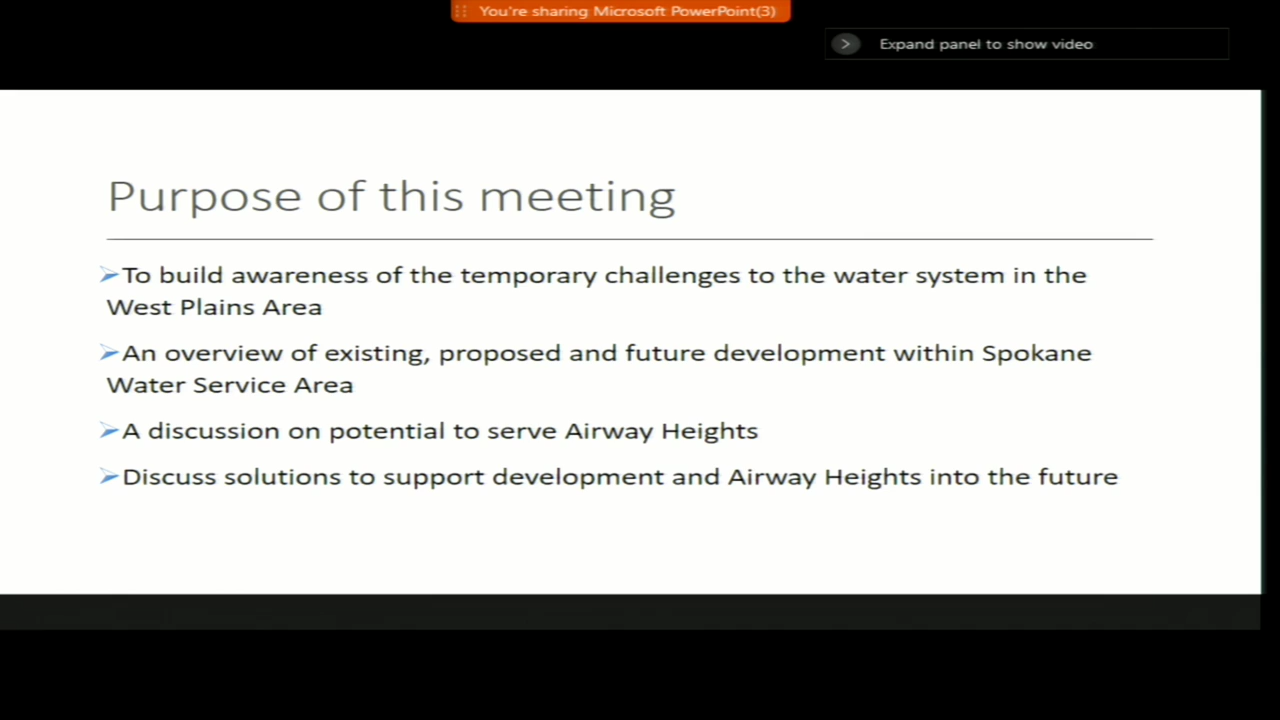 You're sharing Microsoft PowerPoint(3)
Expand panel to show video
Purpose of this meeting
➢To build awareness of the temporary challenges to the water system in the
West Plains Area
➢An overview of existing, proposed and future development within Spokane
Water Service Area
➢A discussion on potential to serve Airway Heights
➢Discuss solutions to support development and Airway Heights into the future